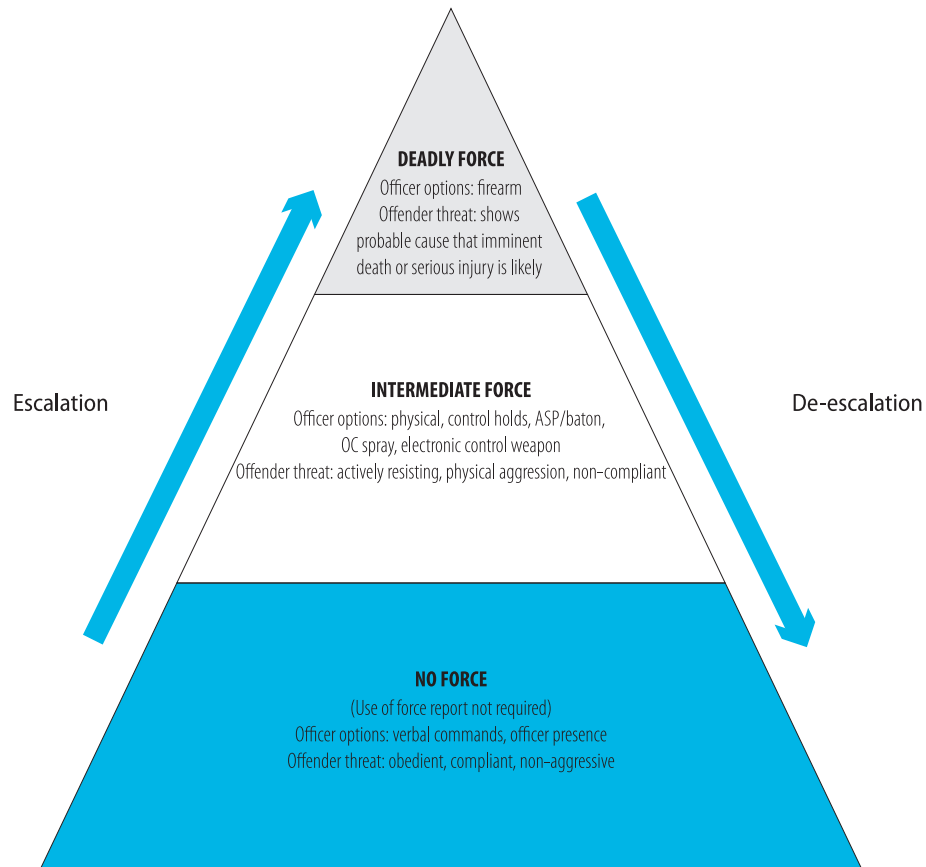 DEADLY FORCE
Officer options: firearm
Offender threat: shows
probable cause that imminent
death or serious injury is likely
Escalation
De-escalation
INTERMEDIATE FORCE
Officer options: physical, control holds, ASP/baton,
OC spray, electronic control weapon
Offender threat: actively resisting, physical aggression, non-compliant
NO FORCE
(Use of force report not required)
Officer options: verbal commands, officer presence
Offender threat: obedient, compliant, non-aggressive